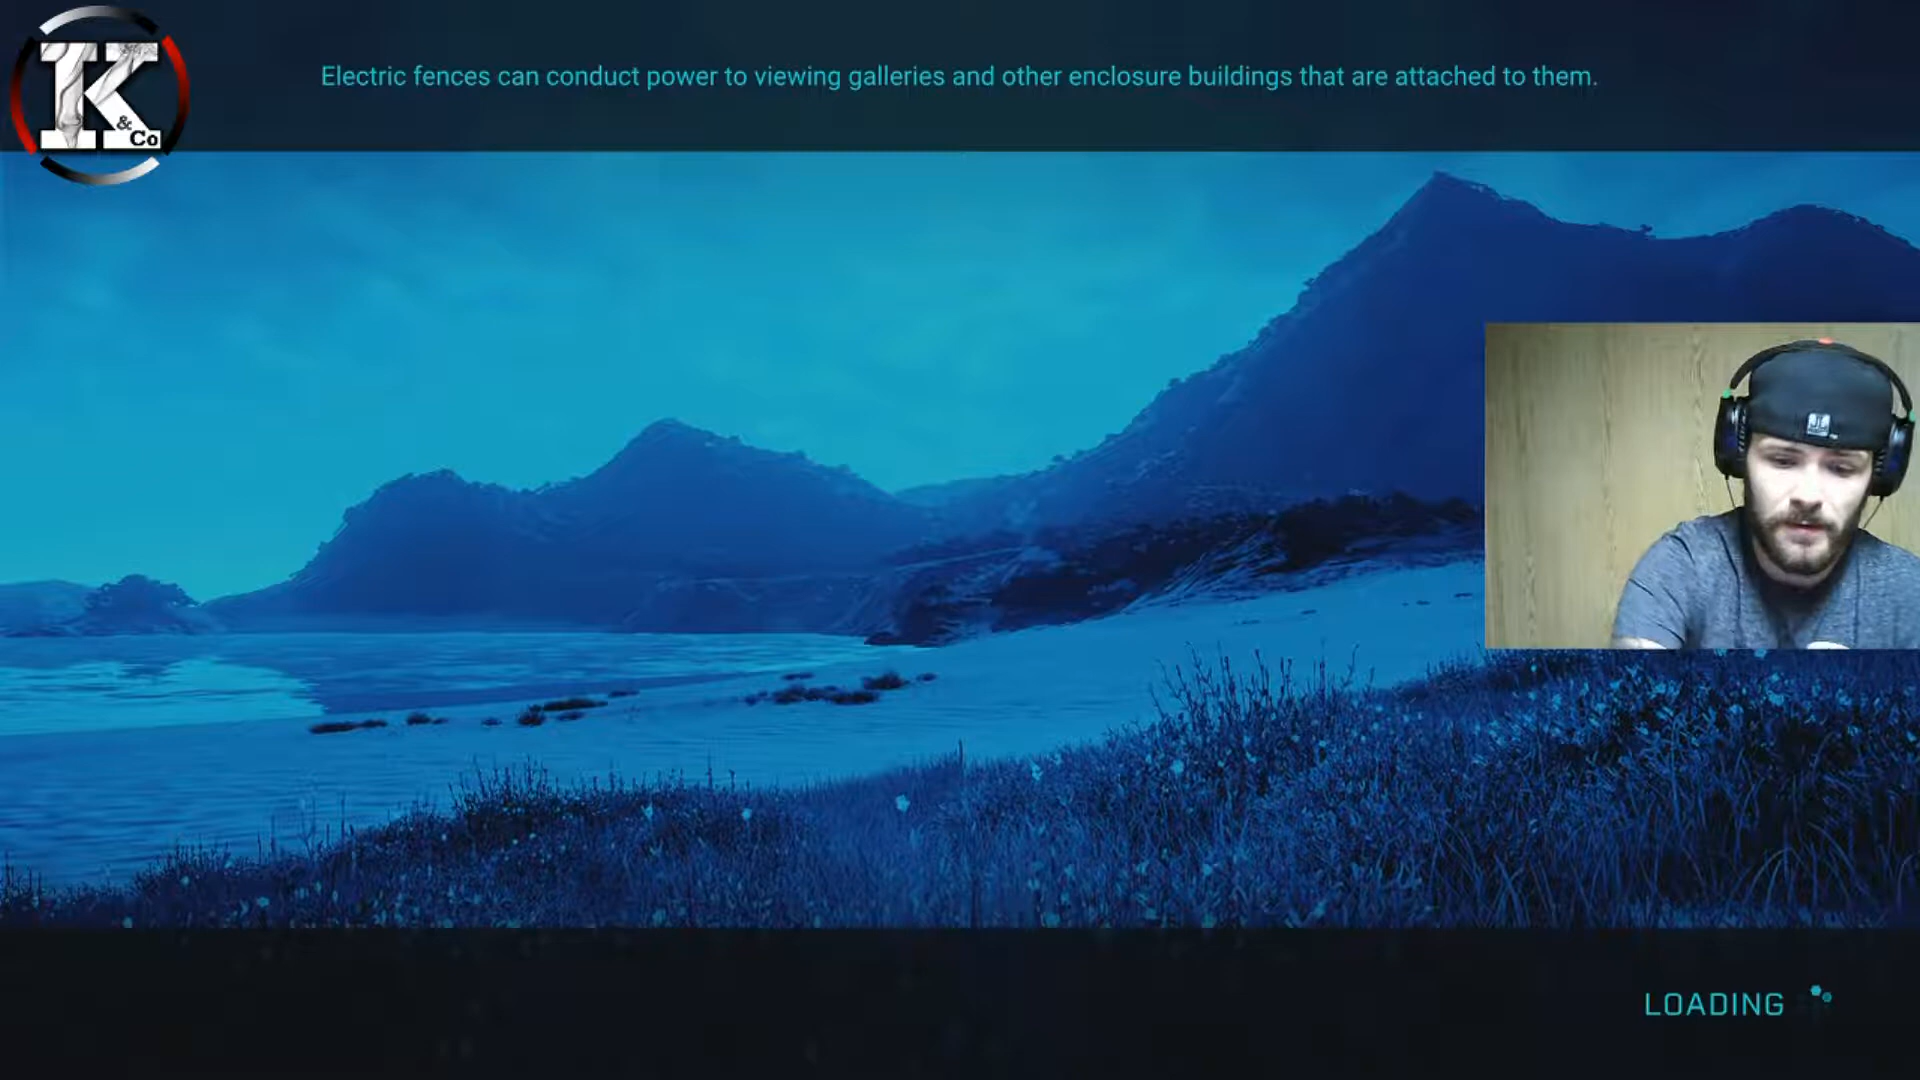 Electric fences can conduct power to viewing galleries and other enclosure buildings that are attached to them.
K
&
Co
LOADING